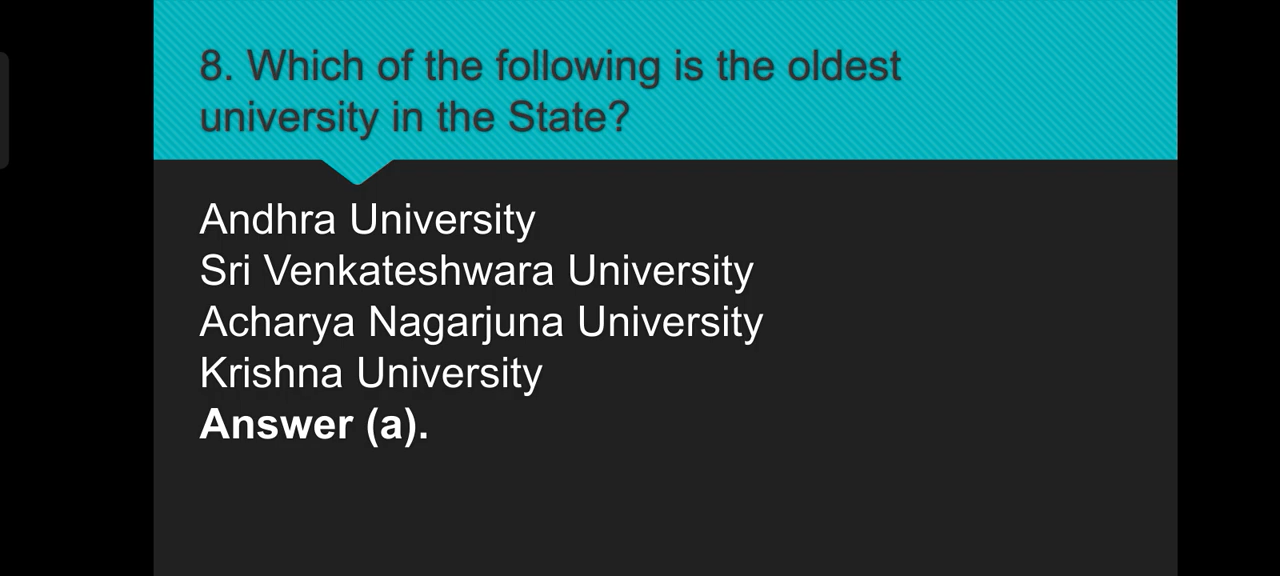 8. Which of the following is the oldest
university in the State?
Andhra University
Sri Venkateshwara University
Acharya Nagarjuna University
Krishna University
Answer (a).